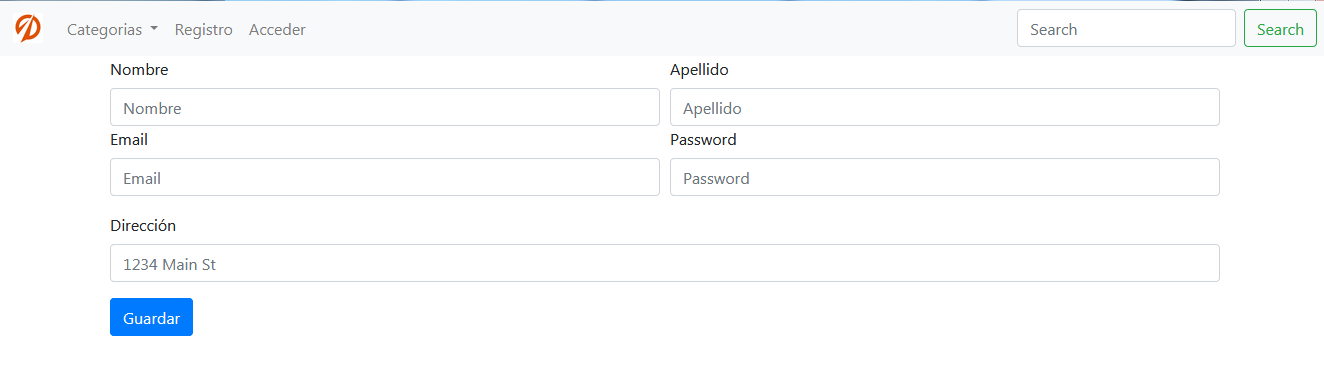 Categorias Registro Acceder Search Search
Nombre Apellido
Nombre Apellido
Email Password
Email Password
Dirección
1234 Main St
Guardar